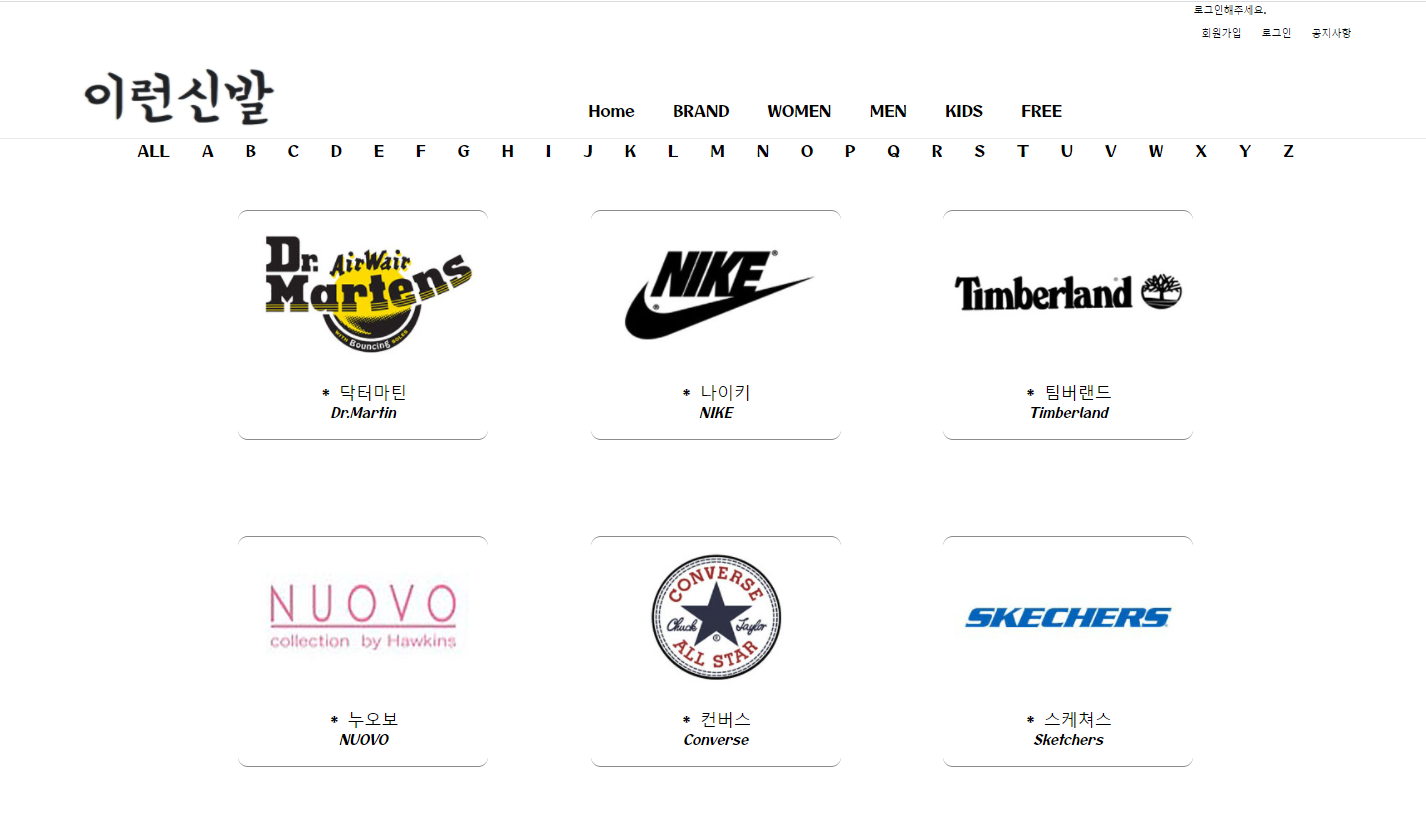 로그인해주세요.
회원가입 로그인 공지사항
이런신발
Home BRAND WOMEN MEN KIDS FREE
ALL A B C D E F G H I J K L M N O P Q R S T U V W X Y Z
Dr. AirWair
Martens
WITH Bouncing SOLES
* 닥터마틴
Dr.Martin
NIKE ®
®
* 나이키
NIKE
Timberland
* 팀버랜드
Timberland
NUOVO
collection by Hawkins
* 누오보
NUOVO
CONVERSE
Chuck Taylor
®
ALL STAR
* 컨버스
Converse
SKECHERS
* 스케쳐스
Sketchers